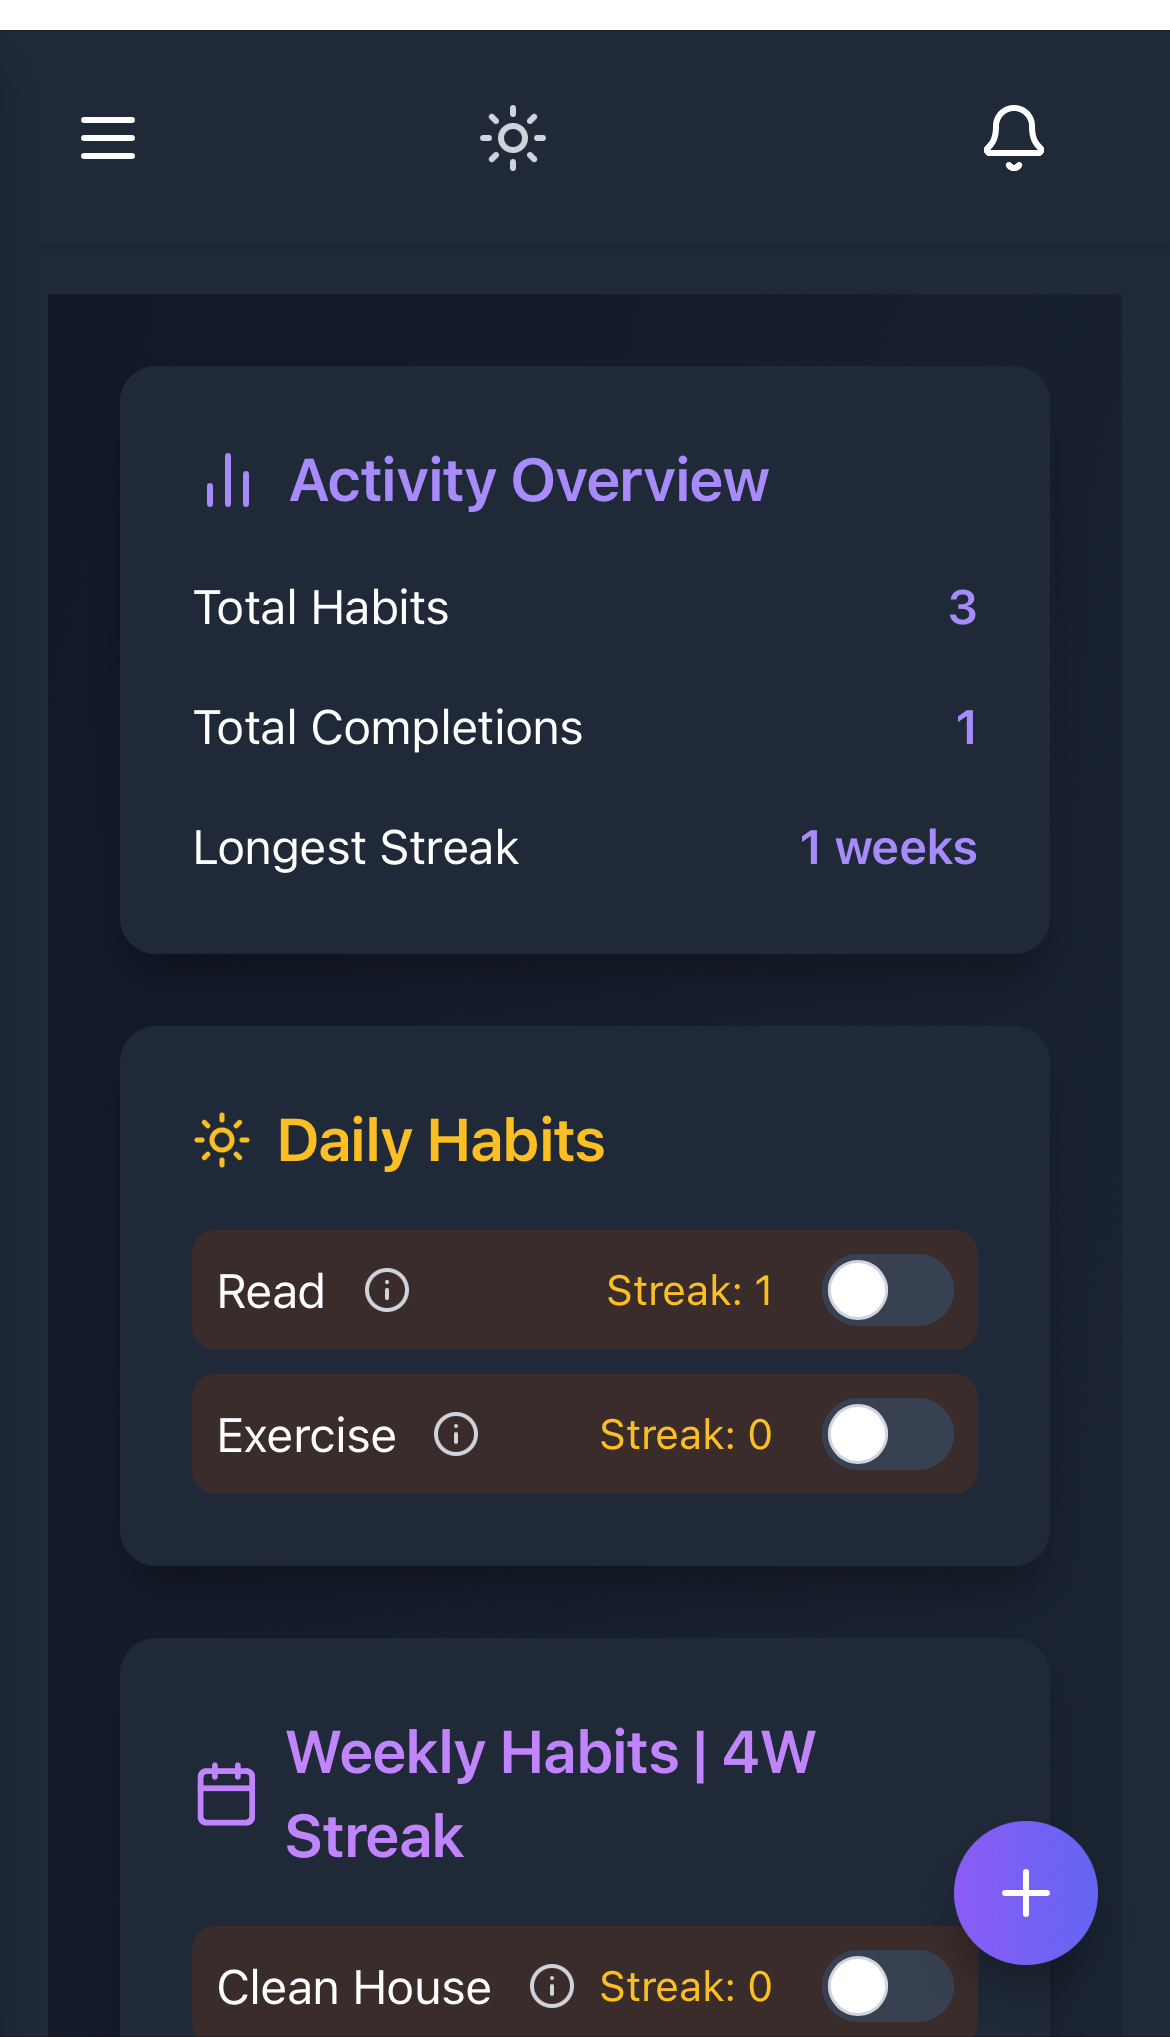 Activity Overview
Total Habits 3
Total Completions 1
Longest Streak 1 weeks
Daily Habits
Read Streak: 1
Exercise Streak: 0
Weekly Habits | 4W
Streak
Clean House Streak: 0